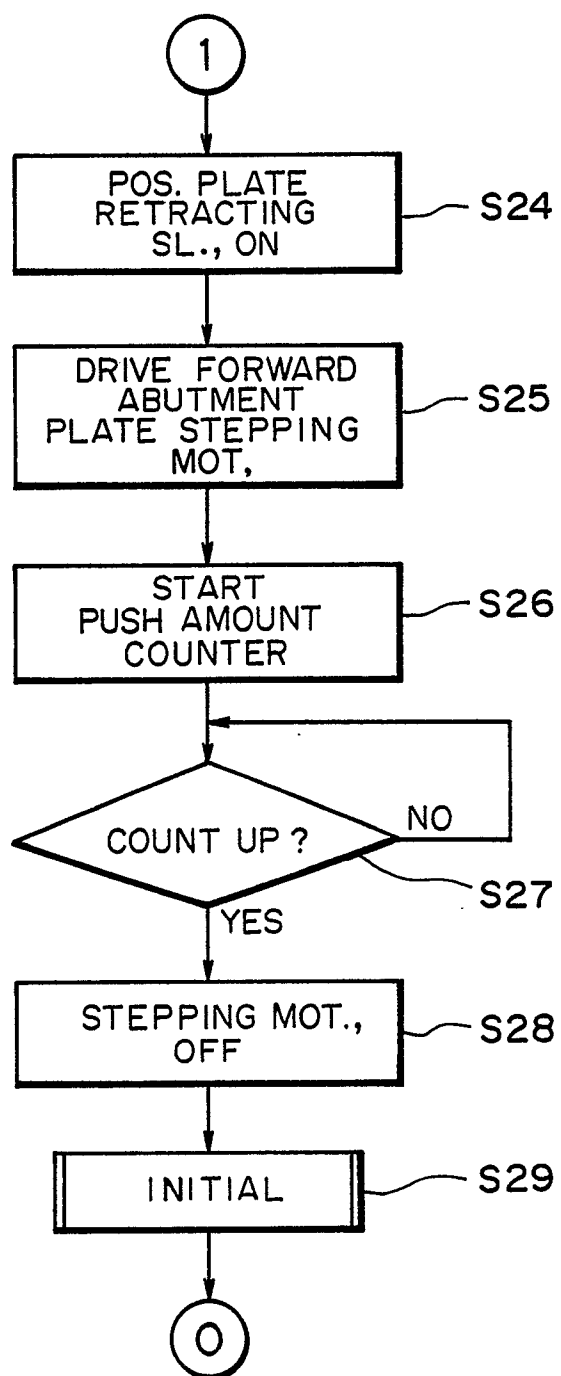 1
POS. PLATE
RETRACTING
SL., ON
S24
DRIVE FORWARD
ABUTMENT
PLATE STEPPING
MOT,
S25
START
PUSH AMOUNT
COUNTER
S26
COUNT UP ?
NO
S27
YES
STEPPING MOT.,
OFF
S28
INITIAL
S29
0